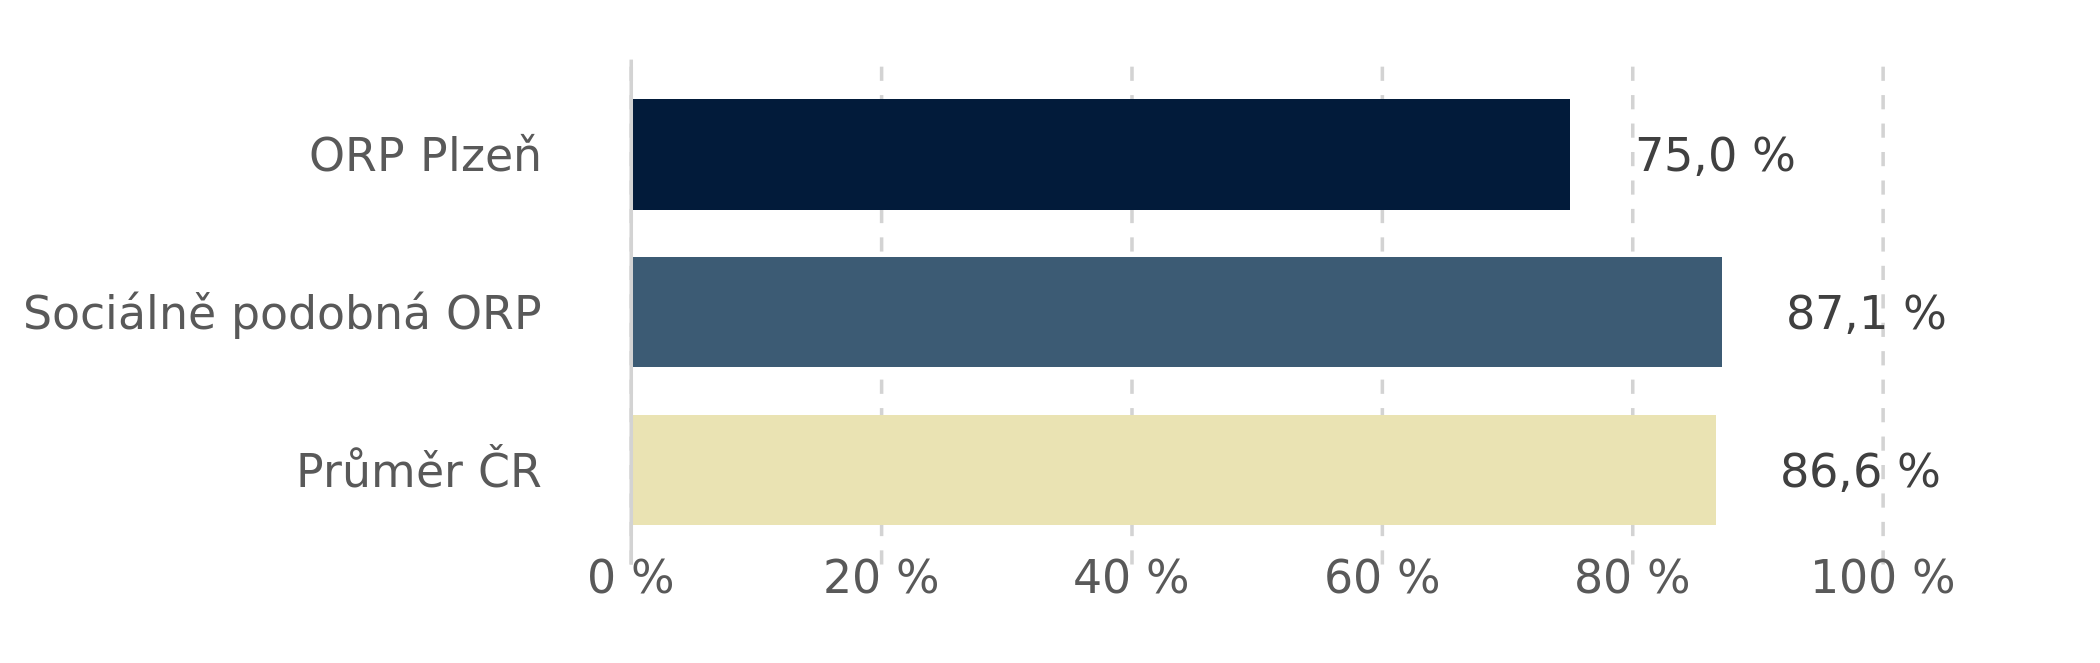 ORP Plzeň 75,0 %
Sociálně podobná ORP 87,1 %
Průměr ČR 86,6 %
0 % 20 % 40 % 60 % 80 % 100 %